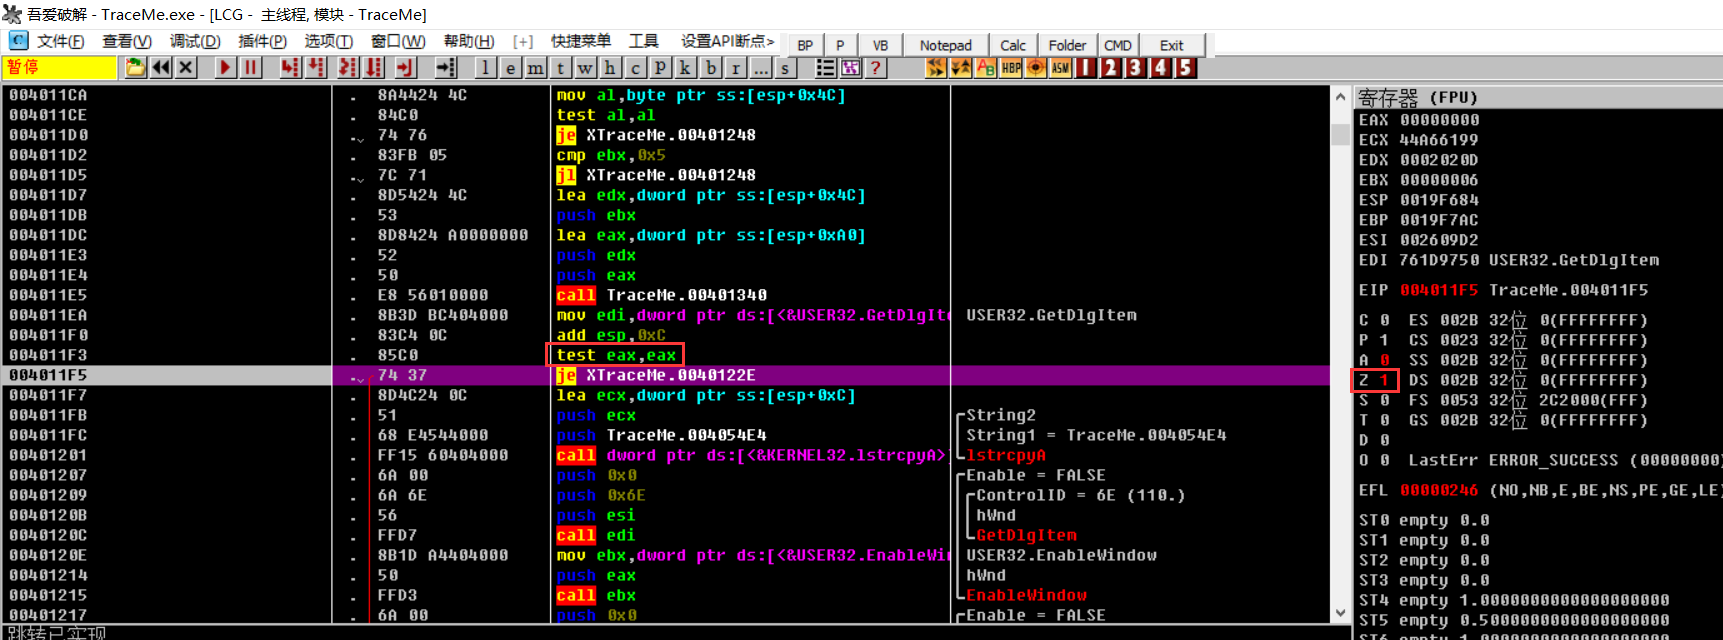 吾爱破解 - TraceMe.exe - [LCG - 主线程, 模块 - TraceMe]
C 文件(F) 查看(V) 调试(D) 插件(P) 选项(T) 窗口(W) 帮助(H) [+] 快捷菜单 工具 设置API断点> BP P VB Notepad Calc Folder CMD Exit
暂停 l e m t w h c p k b r ... s ? AB HBP ASM 1 2 3 4 5
004011CA . 8A4424 4C mov al,byte ptr ss:[esp+0x4C]
004011CE . 84C0 test al,al
004011D0 . 74 76 je XTraceMe.00401248
004011D2 . 83FB 05 cmp ebx,0x5
004011D5 . 7C 71 jl XTraceMe.00401248
004011D7 . 8D5424 4C lea edx,dword ptr ss:[esp+0x4C]
004011DB . 53 push ebx
004011DC . 8D8424 A0000000 lea eax,dword ptr ss:[esp+0xA0]
004011E3 . 52 push edx
004011E4 . 50 push eax
004011E5 . E8 56010000 call TraceMe.00401340
004011EA . 8B3D BC404000 mov edi,dword ptr ds:[<&USER32.GetDlgIte USER32.GetDlgItem
004011F0 . 83C4 0C add esp,0xC
004011F3 . 85C0 test eax,eax
004011F5 . 74 37 je XTraceMe.0040122E
004011F7 . 8D4C24 0C lea ecx,dword ptr ss:[esp+0xC]
004011FB . 51 push ecx String2
004011FC . 68 E4544000 push TraceMe.004054E4 String1 = TraceMe.004054E4
00401201 . FF15 60404000 call dword ptr ds:[<&KERNEL32.lstrcpyA> lstrcpyA
00401207 . 6A 00 push 0x0 Enable = FALSE
00401209 . 6A 6E push 0x6E ControlID = 6E (110.)
0040120B . 56 push esi hWnd
0040120C . FFD7 call edi GetDlgItem
0040120E . 8B1D A4404000 mov ebx,dword ptr ds:[<&USER32.EnableWi USER32.EnableWindow
00401214 . 50 push eax hWnd
00401215 . FFD3 call ebx EnableWindow
00401217 . 6A 00 push 0x0 Enable = FALSE
跳转已实现
寄存器 (FPU)
EAX 00000000
ECX 44A66199
EDX 0002020D
EBX 00000006
ESP 0019F684
EBP 0019F7AC
ESI 002609D2
EDI 761D9750 USER32.GetDlgItem
EIP 004011F5 TraceMe.004011F5
C 0 ES 002B 32位 0(FFFFFFFF)
P 1 CS 0023 32位 0(FFFFFFFF)
A 0 SS 002B 32位 0(FFFFFFFF)
Z 1 DS 002B 32位 0(FFFFFFFF)
S 0 FS 0053 32位 2C2000(FFF)
T 0 GS 002B 32位 0(FFFFFFFF)
D 0
O 0 LastErr ERROR_SUCCESS (00000000)
EFL 00000246 (NO,NB,E,BE,NS,PE,GE,LE)
ST0 empty 0.0
ST1 empty 0.0
ST2 empty 0.0
ST3 empty 0.0
ST4 empty 1.0000000000000000000
ST5 empty 0.5000000000000000000